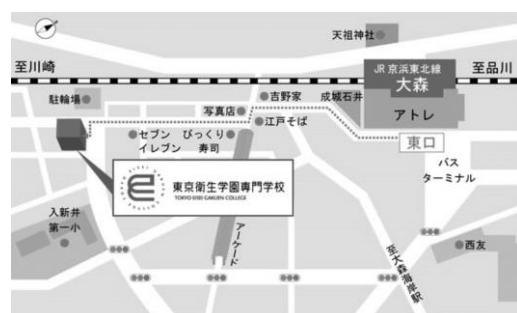 天祖神社
至川崎
JR 京浜東北線
大森
至品川
駐輪場
吉野家
成城石井
アトレ
写真店
江戸そば
東口
セブン
イレブン
びっくり
寿司
バス
ターミナル
東京衛生学園専門学校
TOKYO EISEI GAKUEN COLLEGE
入新井
第一小
アーケード
至大森海岸駅
西友